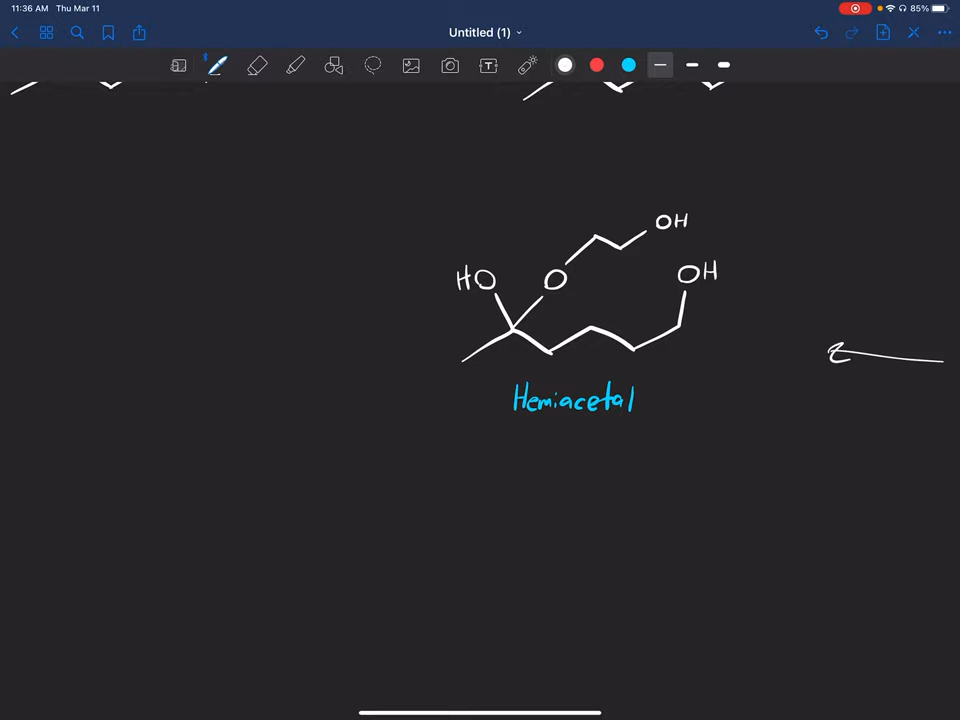 11:36 AM Thu Mar 11
85%
Untitled (1)
T
OH
HO
O
OH
Hemiacetal